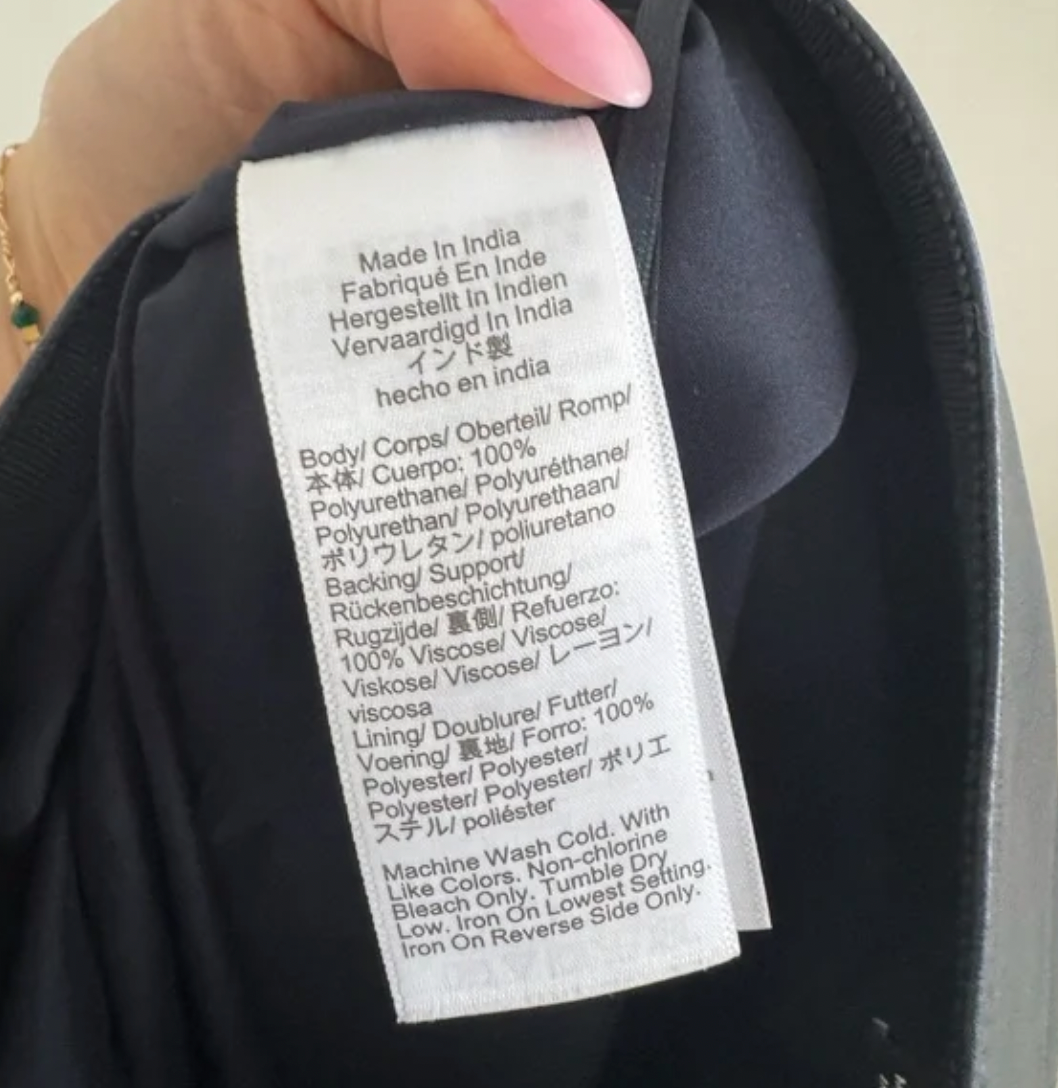 Made In India
Fabriqué En Inde
Hergestellt In Indien
Vervaardigd In India
インド製
hecho en india
Body/ Corps/ Oberteil/ Romp/
本体/ Cuerpo: 100%
Polyurethane/ Polyuréthane/
Polyurethan/ Polyurethaan/
ポリウレタン/ poliuretano
Backing/ Support/
Rückenbeschichtung/
Rugzijde/ 裏側/ Refuerzo:
100% Viscose/ Viscose/
Viskose/ Viscose/ レーヨン/
viscosa
Lining/ Doublure/ Futter/
Voering/ 裏地/ Forro: 100%
Polyester/ Polyester/
Polyester/ Polyester/ ポリエ
ステル/ poliéster
Machine Wash Cold. With
Like Colors. Non-chlorine
Bleach Only. Tumble Dry
Low. Iron On Lowest Setting.
Iron On Reverse Side Only.